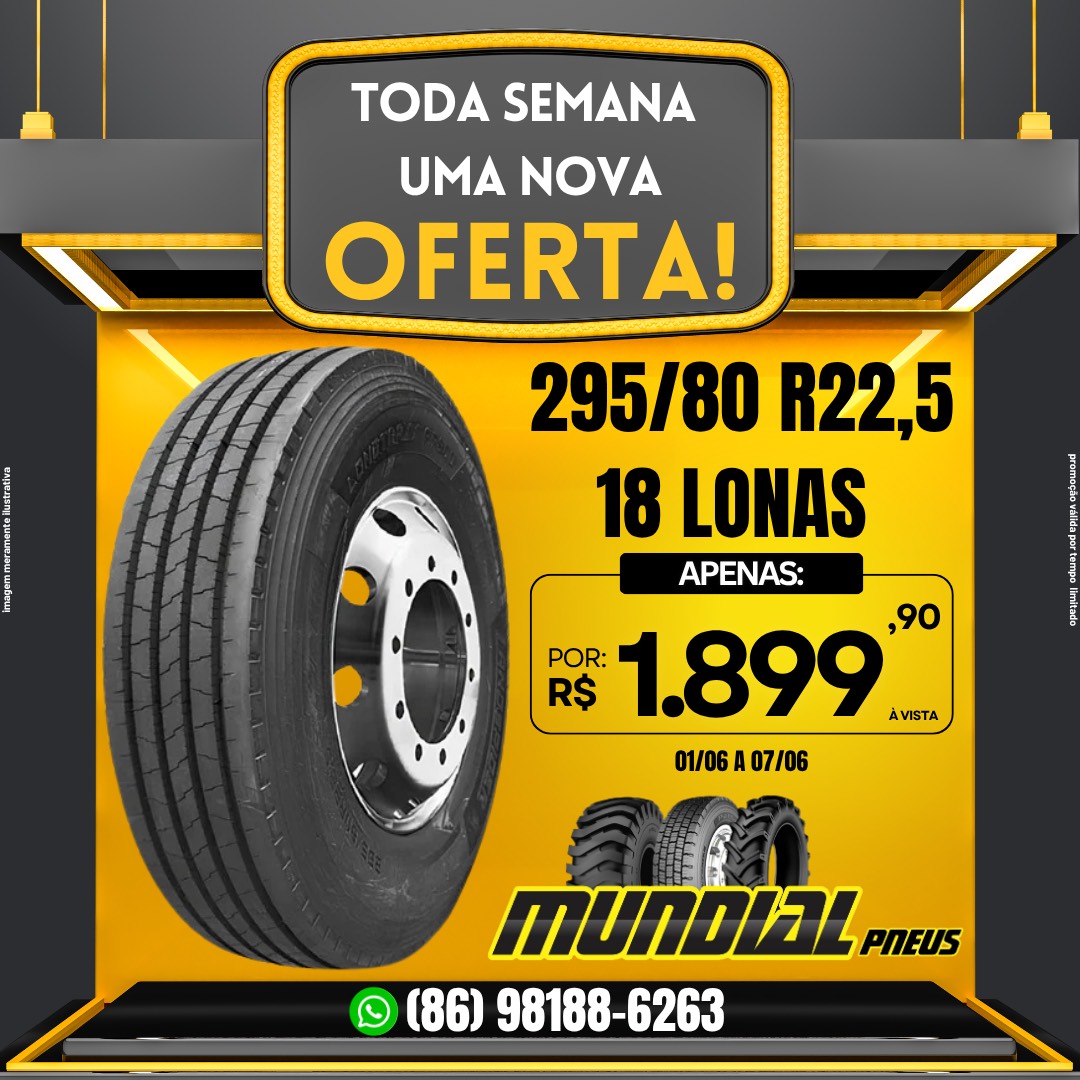 TODA SEMANA
UMA NOVA
OFERTA!
295/80 R22,5
18 LONAS
APENAS:
POR:
R$ 1.899,90
À VISTA
01/06 A 07/06
MUNDIAL PNEUS
(86) 98188-6263
imagem meramente ilustrativa
promoção válida por tempo limitado